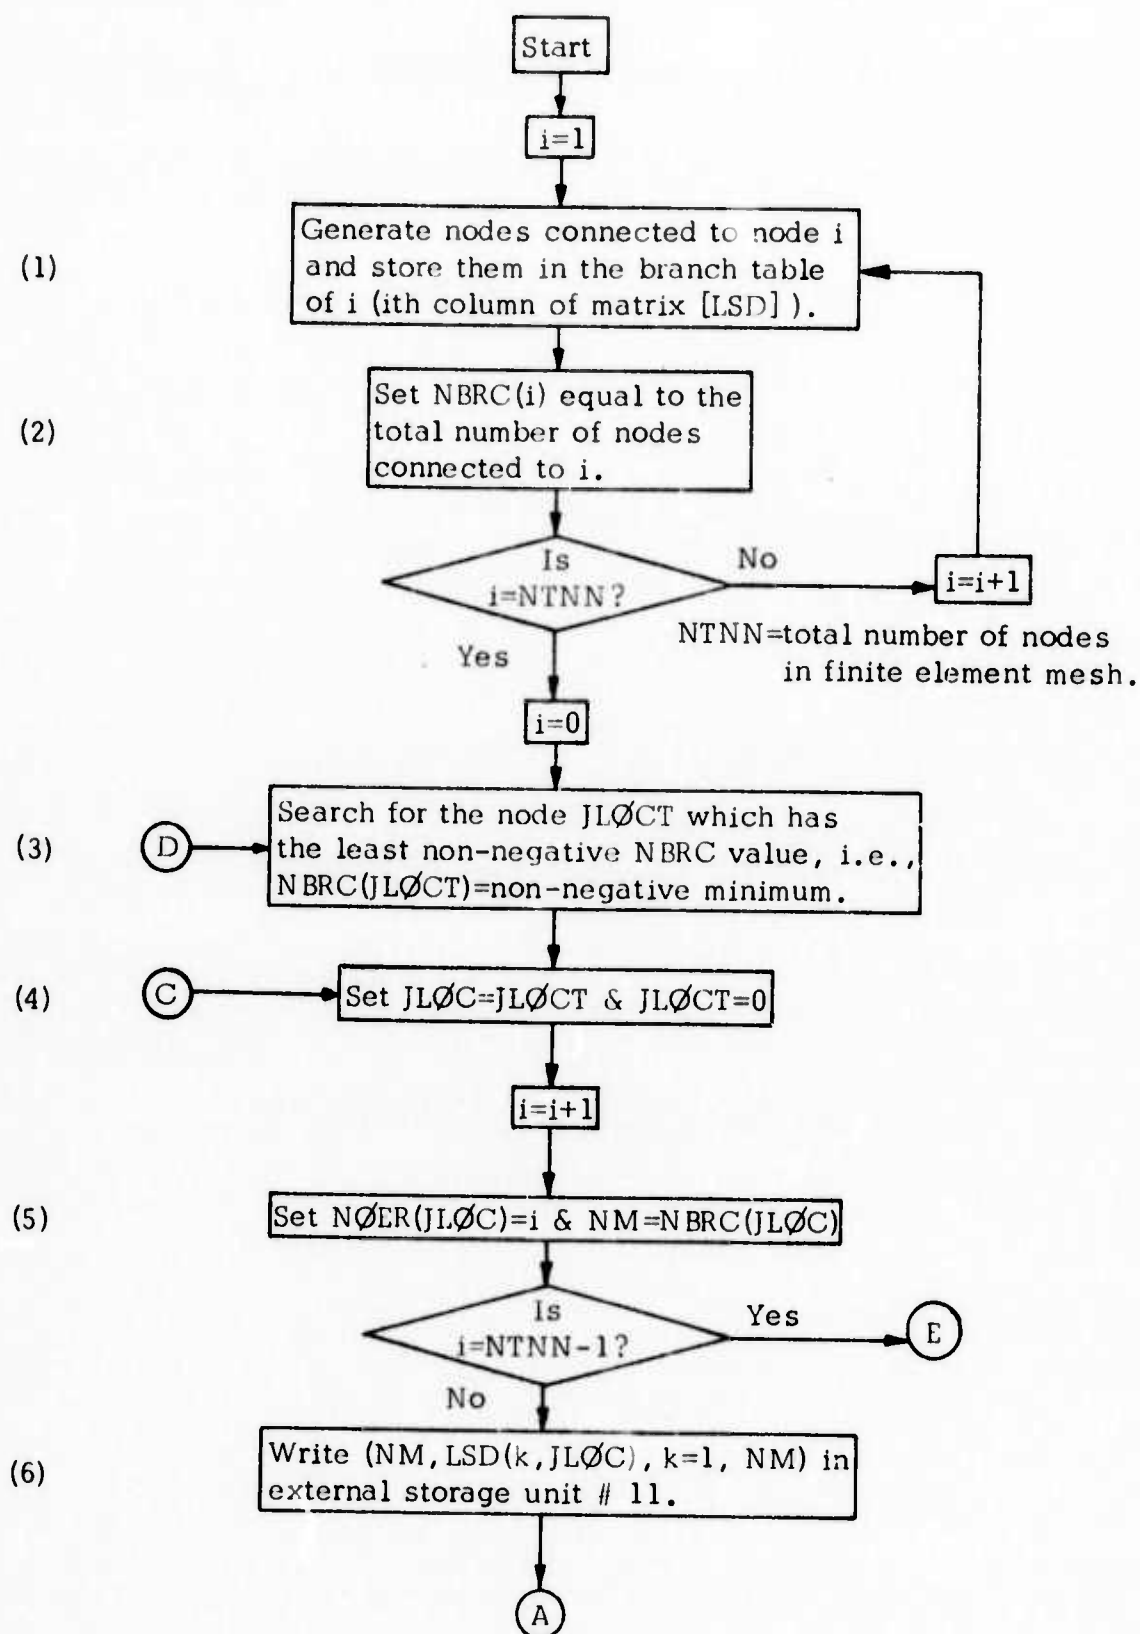 Start
i=1
(1)
Generate nodes connected to node i
and store them in the branch table
of i (ith column of matrix [LSD] ).
(2)
Set NBRC(i) equal to the
total number of nodes
connected to i.
Is
i=NTNN?
No
i=i+1
Yes
NTNN=total number of nodes
in finite element mesh.
i=0
(3)
D
Search for the node JLØCT which has
the least non-negative NBRC value, i.e.,
NBRC(JLØCT)=non-negative minimum.
(4)
C
Set JLØC=JLØCT & JLØCT=0
i=i+1
(5)
Set NØER(JLØC)=i & NM=NBRC(JLØC)
Is
i=NTNN-1?
Yes
E
No
(6)
Write (NM, LSD(k,JLØC), k=1, NM) in
external storage unit # 11.
A